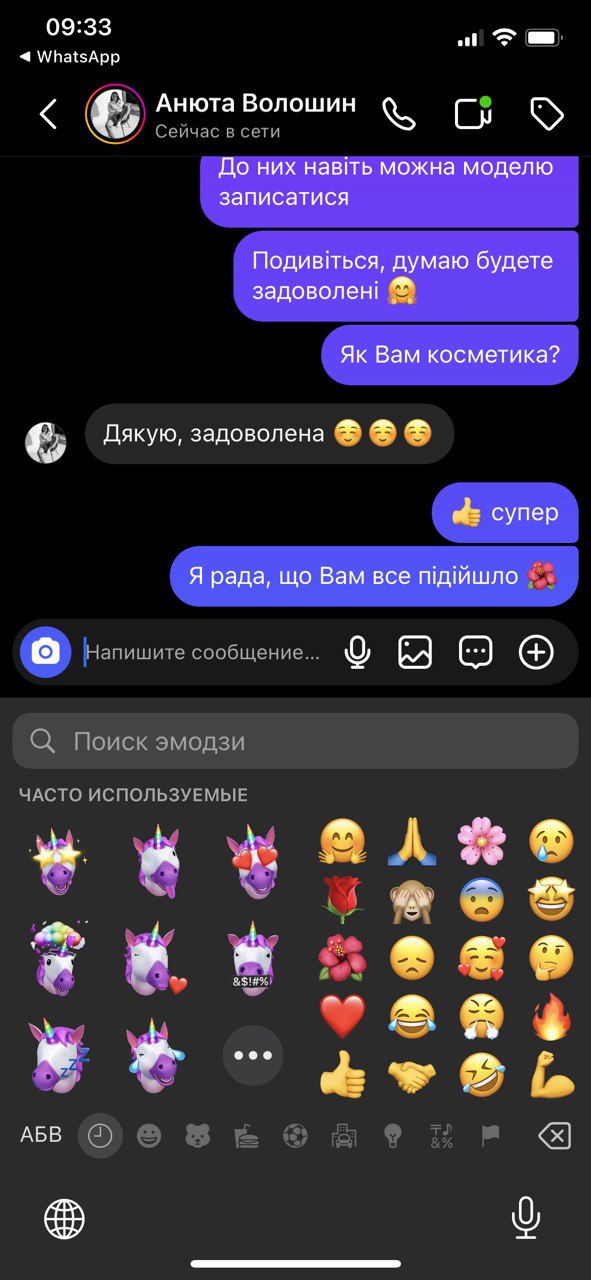 09:33
WhatsApp
Анюта Волошин
Сейчас в сети
До них навіть можна моделю
записатися
Подивіться, думаю будете
задоволені 🤗
Як Вам косметика?
Дякую, задоволена ☺️☺️☺️
👍 супер
Я рада, що Вам все підійшло 🌺
Напишите сообщение...
Поиск эмодзи
ЧАСТО ИСПОЛЬЗУЕМЫЕ
&$!#%
zzz
АБВ
&%